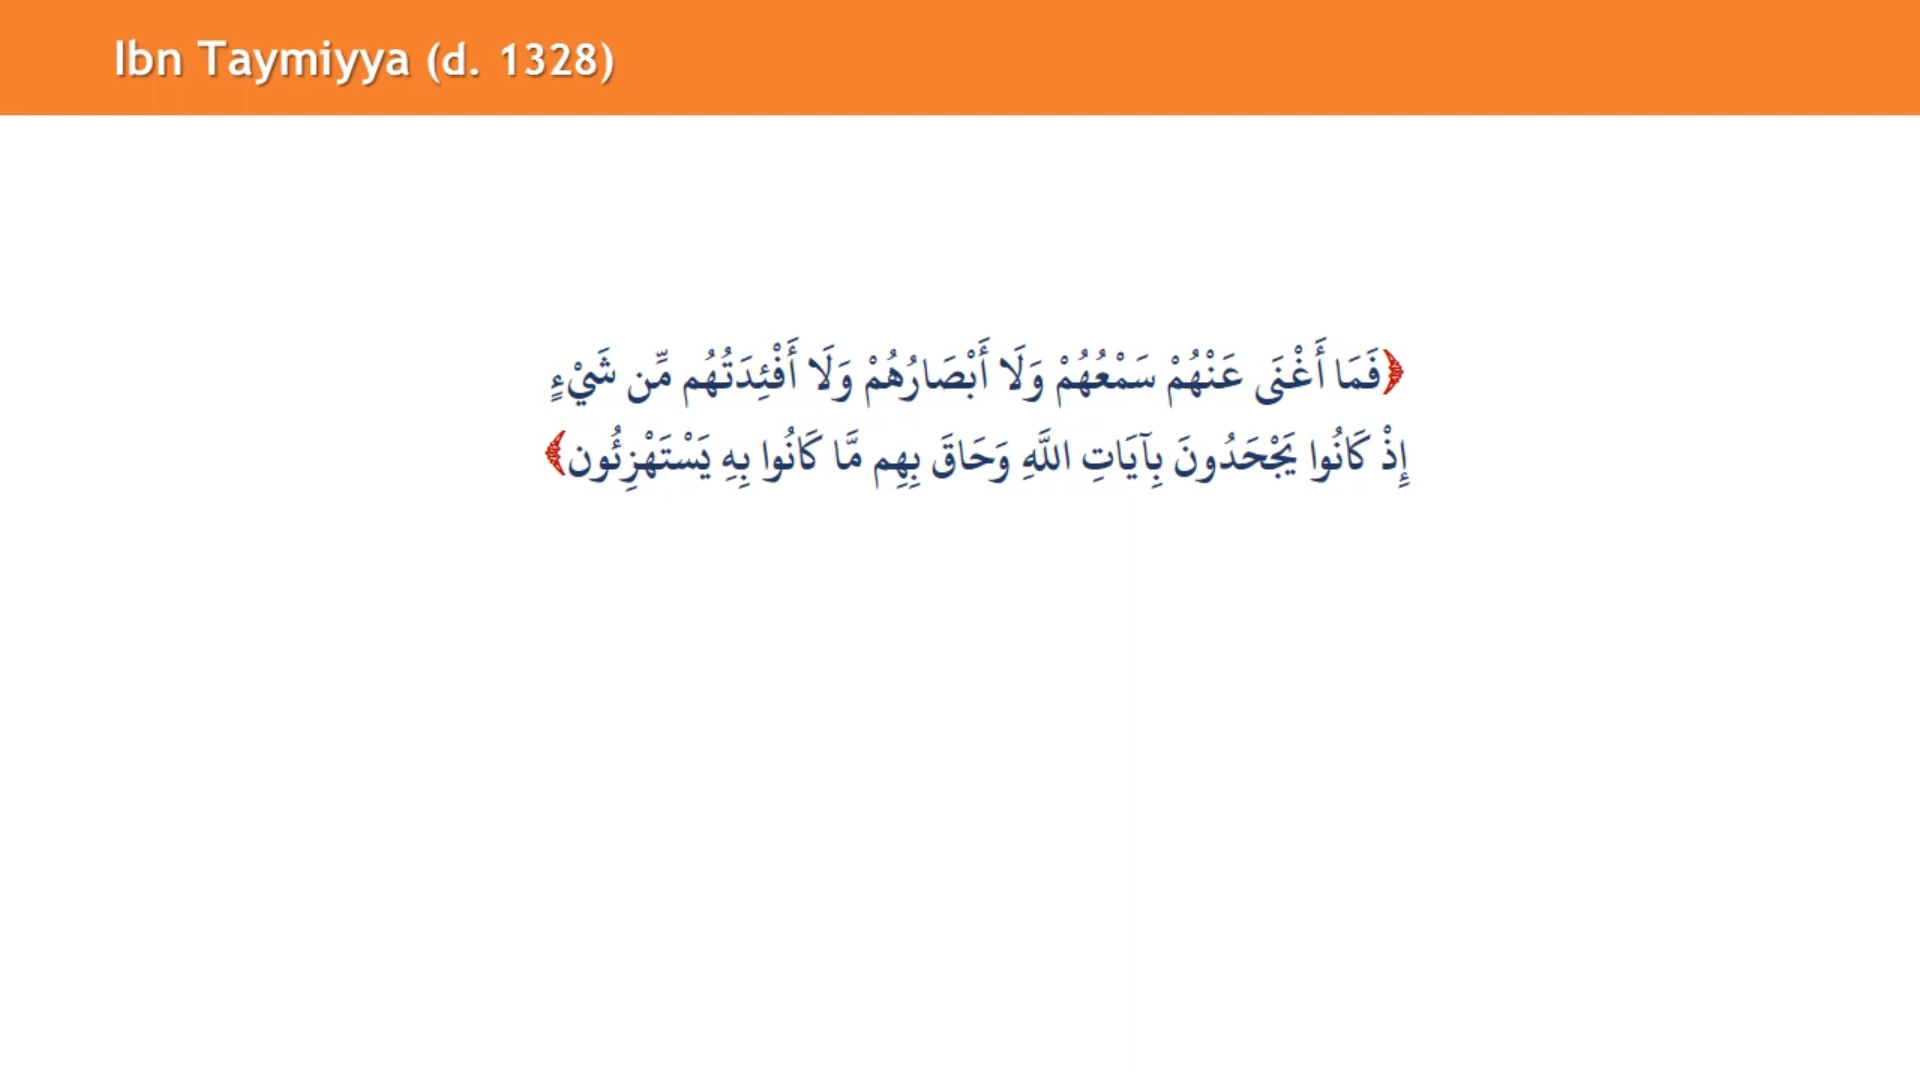 Ibn Taymiyya (d. 1328)
﴿فَمَا أَغْنَى عَنْهُمْ سَمْعُهُمْ وَلَا أَبْصَارُهُمْ وَلَا أَفْئِدَتُهُم مِّن شَيْءٍ
إِذْ كَانُوا يَجْحَدُونَ بِآيَاتِ اللَّهِ وَحَاقَ بِهِم مَّا كَانُوا بِهِ يَسْتَهْزِئُون﴾